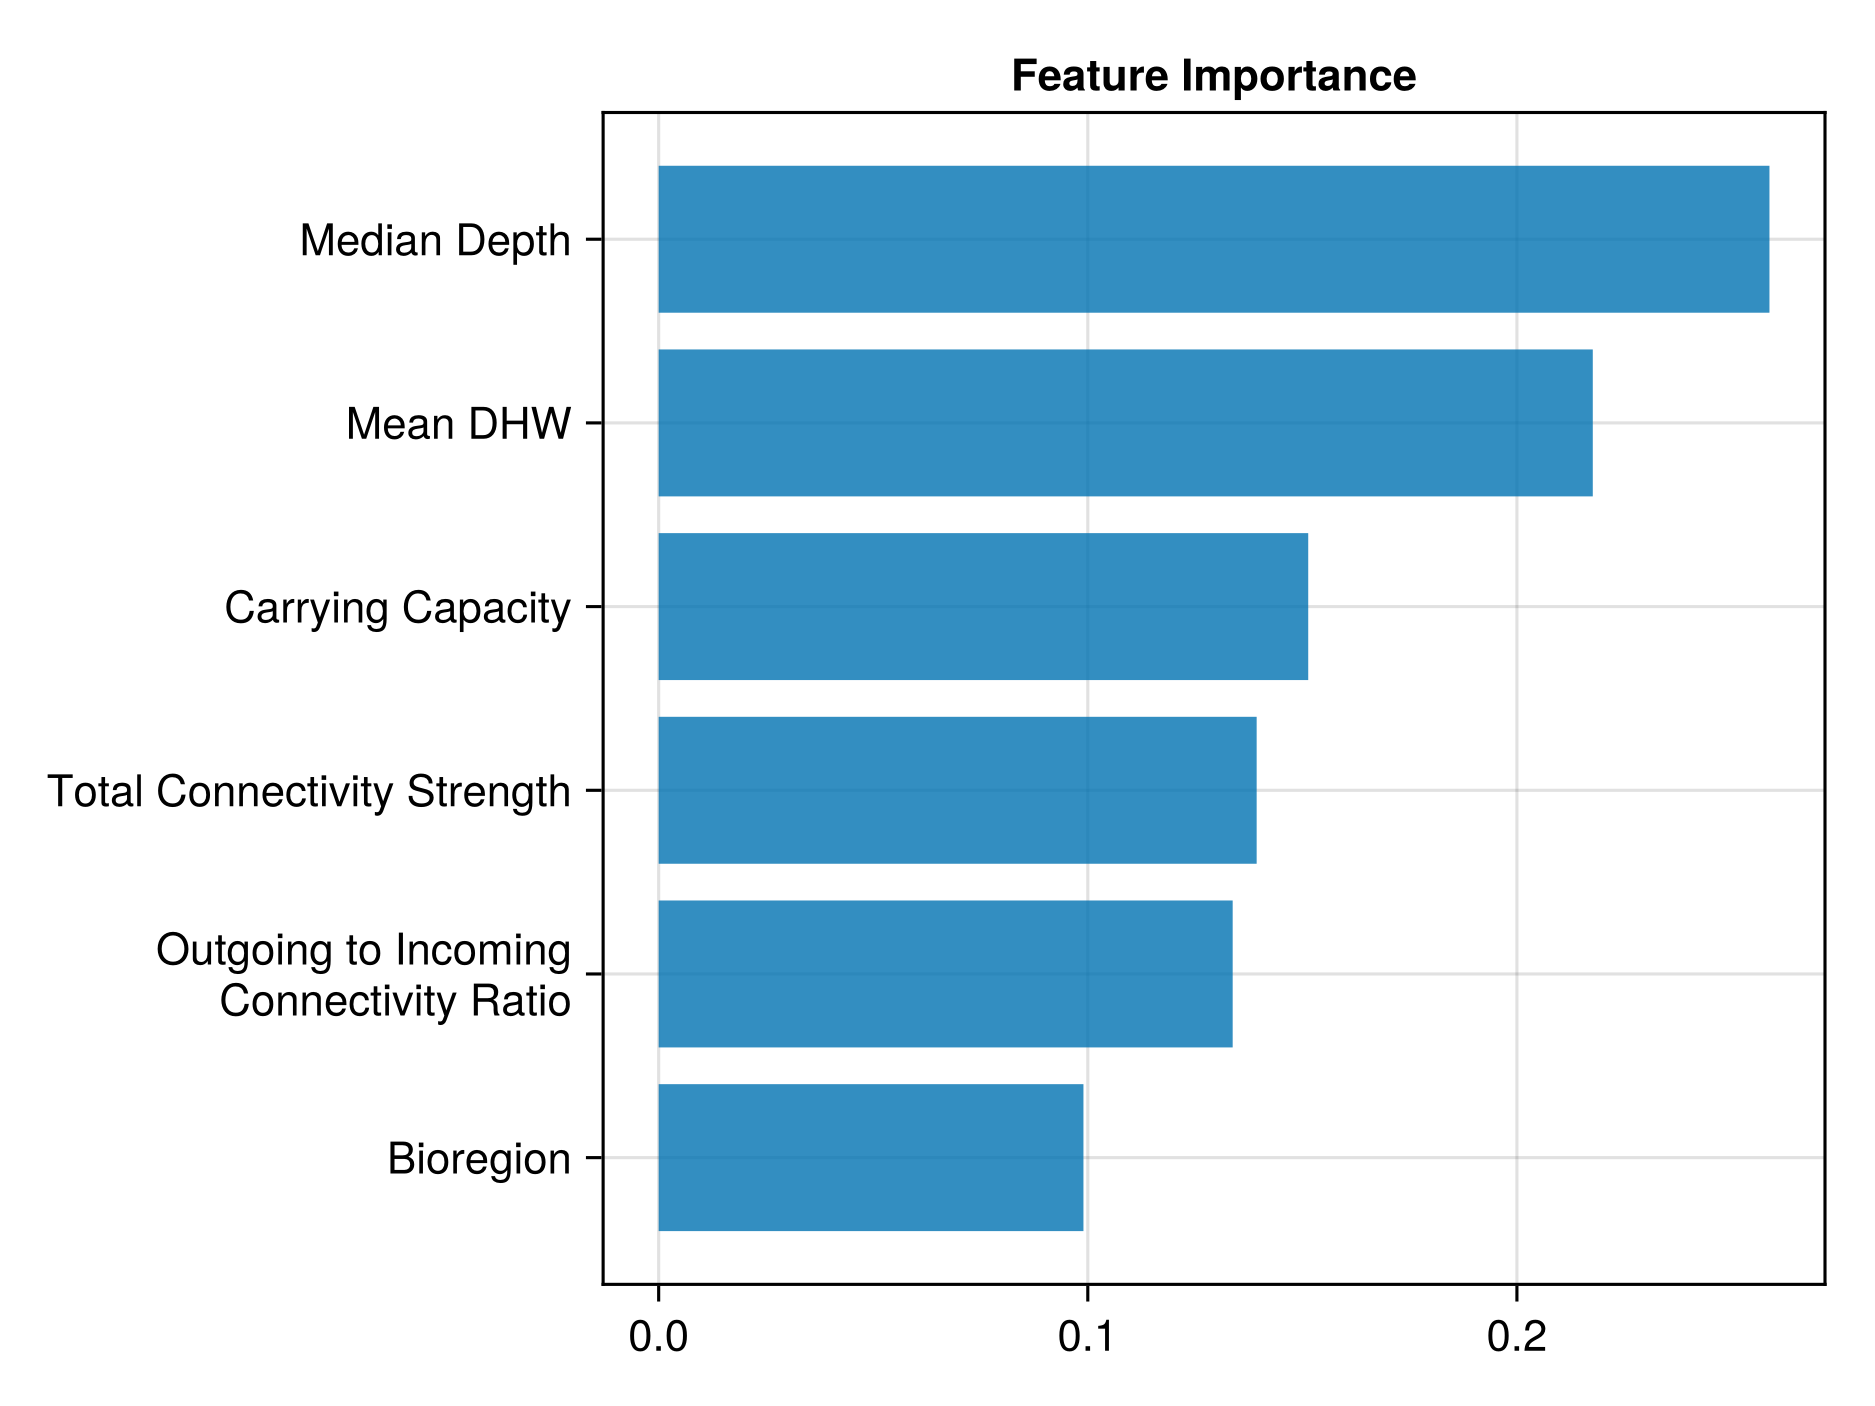 Feature Importance
Median Depth
Mean DHW
Carrying Capacity
Total Connectivity Strength
Outgoing to Incoming
Connectivity Ratio
Bioregion
0.0
0.1
0.2